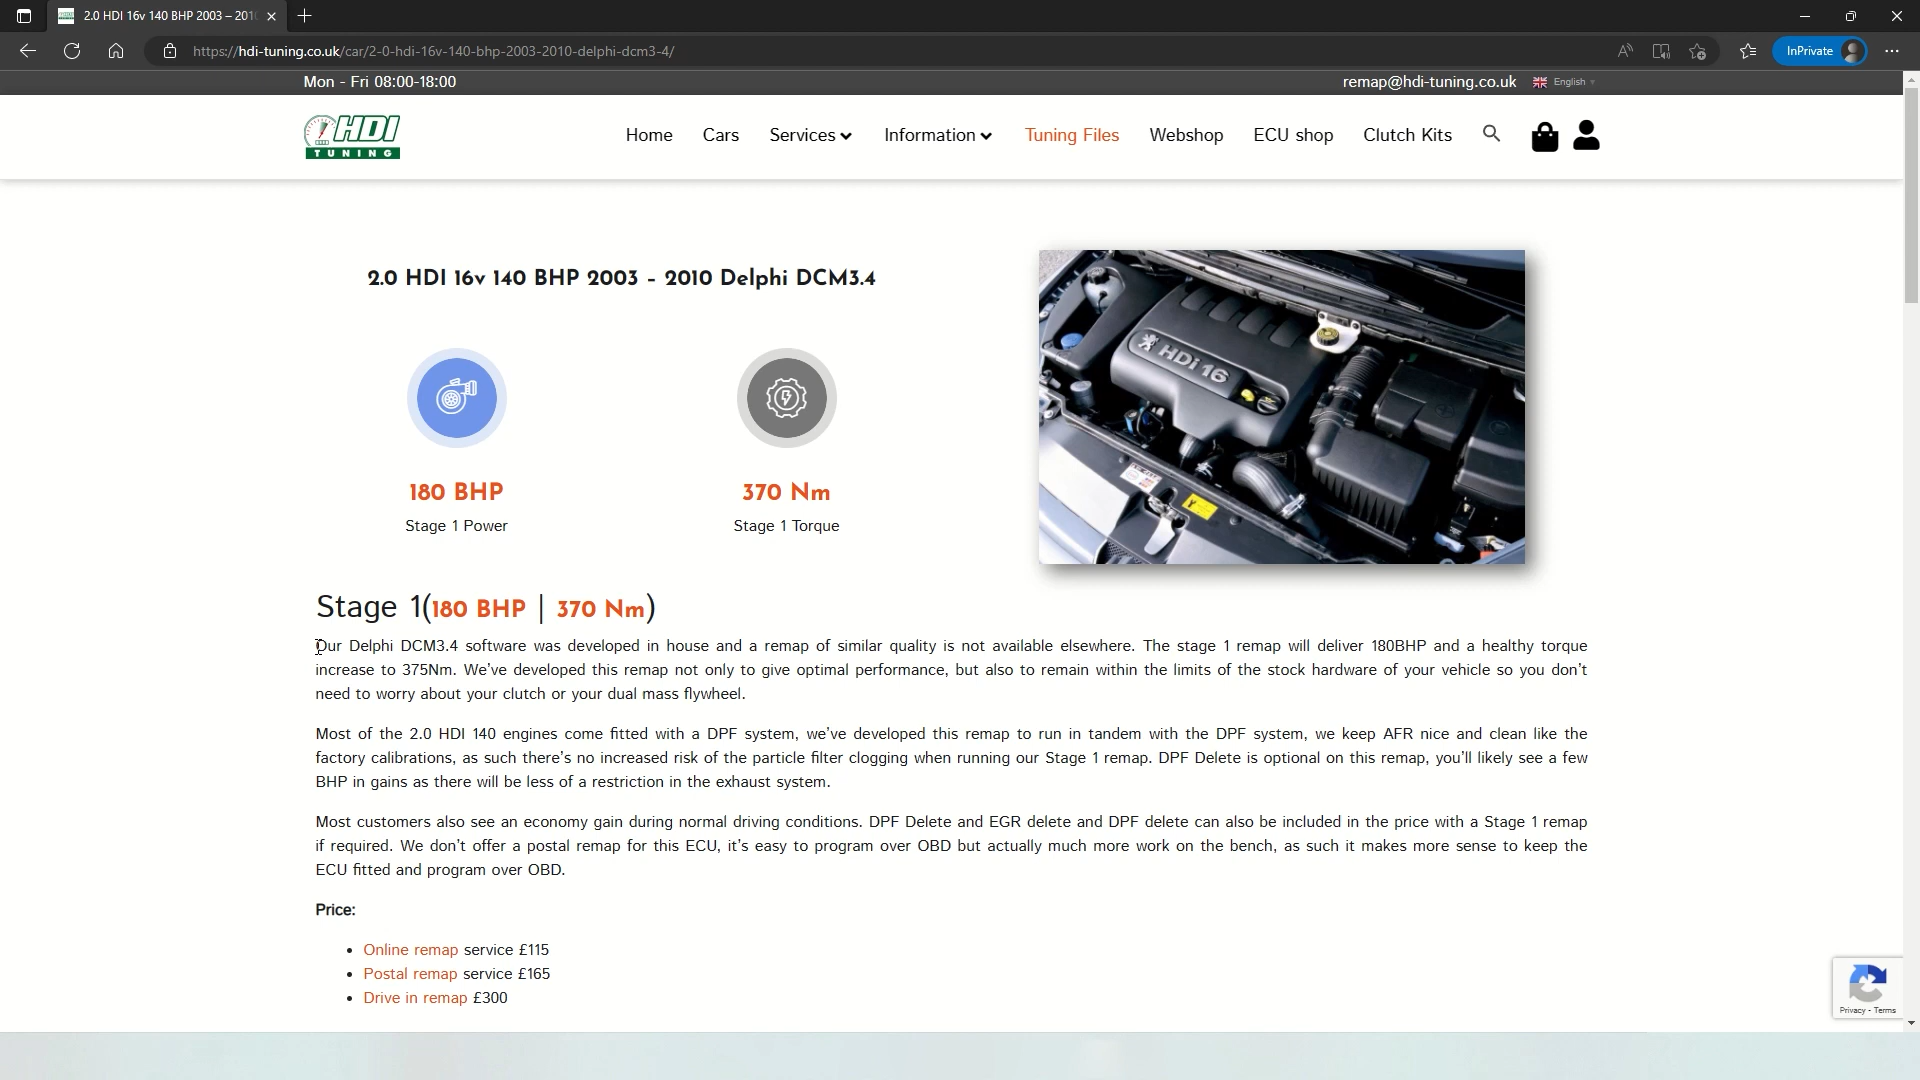 2.0 HDI 16v 140 BHP 2003 – 201
https://hdi-tuning.co.uk/car/2-0-hdi-16v-140-bhp-2003-2010-delphi-dcm3-4/
InPrivate
Mon - Fri 08:00-18:00
remap@hdi-tuning.co.uk
English
HDI
TUNING
Home
Cars
Services
Information
Tuning Files
Webshop
ECU shop
Clutch Kits
2.0 HDI 16v 140 BHP 2003 – 2010 Delphi DCM3.4
HDi 16
180 BHP
370 Nm
Stage 1 Power
Stage 1 Torque
Stage 1(180 BHP | 370 Nm)
Our Delphi DCM3.4 software was developed in house and a remap of similar quality is not available elsewhere. The stage 1 remap will deliver 180BHP and a healthy torque
increase to 375Nm. We've developed this remap not only to give optimal performance, but also to remain within the limits of the stock hardware of your vehicle so you don't
need to worry about your clutch or your dual mass flywheel.
Most of the 2.0 HDI 140 engines come fitted with a DPF system, we've developed this remap to run in tandem with the DPF system, we keep AFR nice and clean like the
factory calibrations, as such there's no increased risk of the particle filter clogging when running our Stage 1 remap. DPF Delete is optional on this remap, you'll likely see a few
BHP in gains as there will be less of a restriction in the exhaust system.
Most customers also see an economy gain during normal driving conditions. DPF Delete and EGR delete and DPF delete can also be included in the price with a Stage 1 remap
if required. We don't offer a postal remap for this ECU, it's easy to program over OBD but actually much more work on the bench, as such it makes more sense to keep the
ECU fitted and program over OBD.
Price:
• Online remap service £115
• Postal remap service £165
• Drive in remap £300
Privacy - Terms